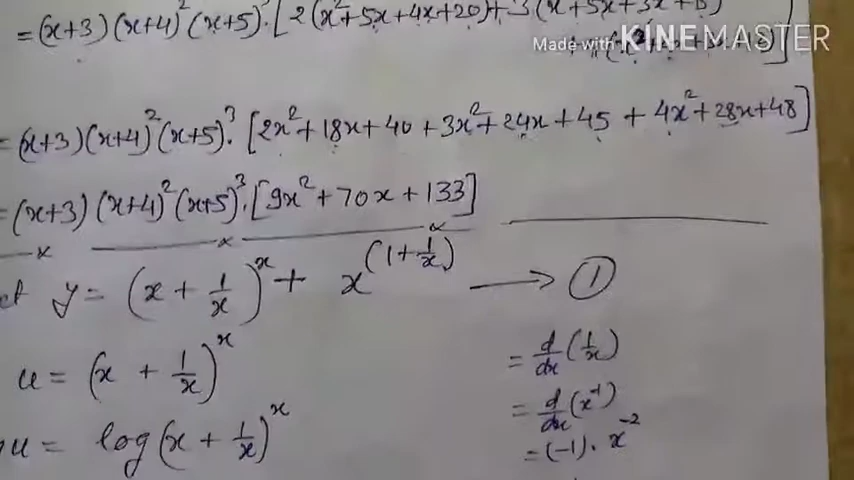 = (x+3)(x+4)²(x+5)³·[2(x²+5x+4x+20)+3(x²+5x+3x+15)
Made with KINEMASTER
= (x+3)(x+4)²(x+5)³·[2x²+18x+40+3x²+24x+45+4x²+28x+48]
= (x+3)(x+4)²(x+5)³·[9x²+70x+133]
y = (x + 1/x)^x + x^(1+1/x) → ①
u = (x + 1/x)^x
= d/dx (1/x)
= d/dx (x⁻¹)
u = log(x + 1/x)^x
= (-1)·x⁻²